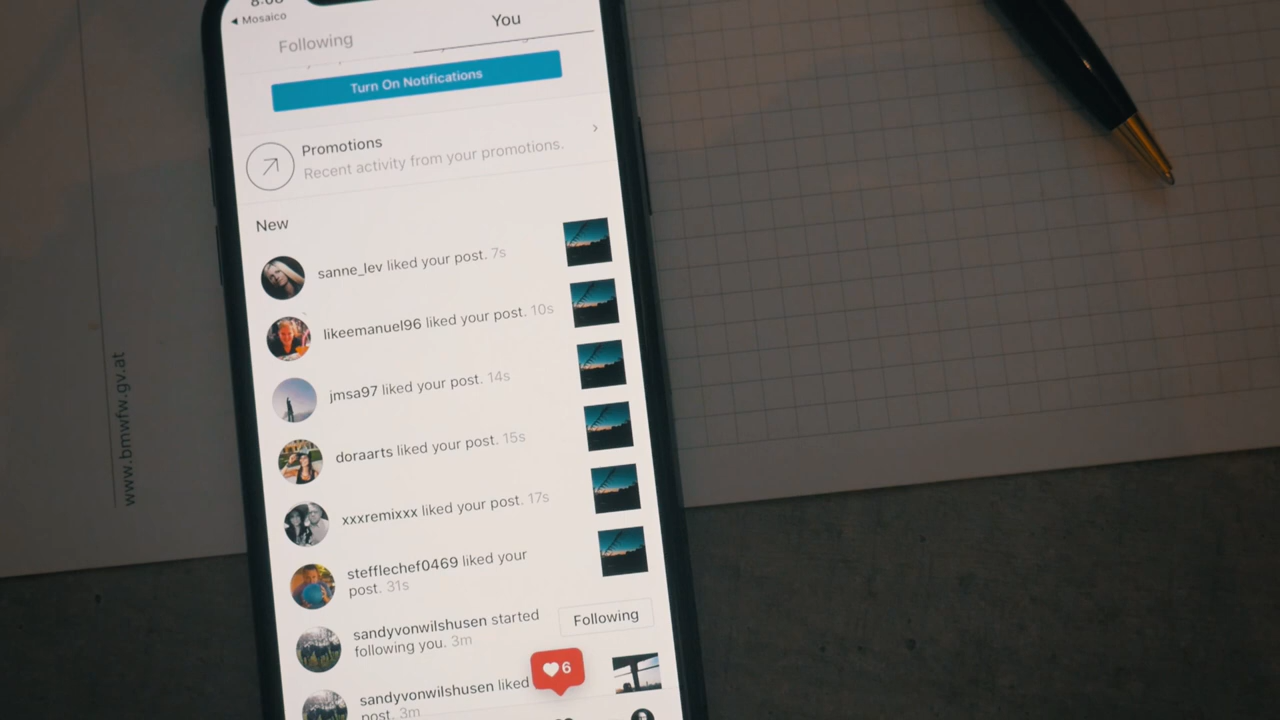 8:08
◀ Mosaico
Following
You
Turn On Notifications
Promotions
Recent activity from your promotions.
New
sanne_lev liked your post. 7s
likeemanuel96 liked your post. 10s
jmsa97 liked your post. 14s
doraarts liked your post. 15s
xxxremixxx liked your post. 17s
stefflechef0469 liked your
post. 31s
sandyvonwilshusen started
following you. 3m
Following
sandyvonwilshusen liked
post. 3m
6
www.bmwfw.gv.at